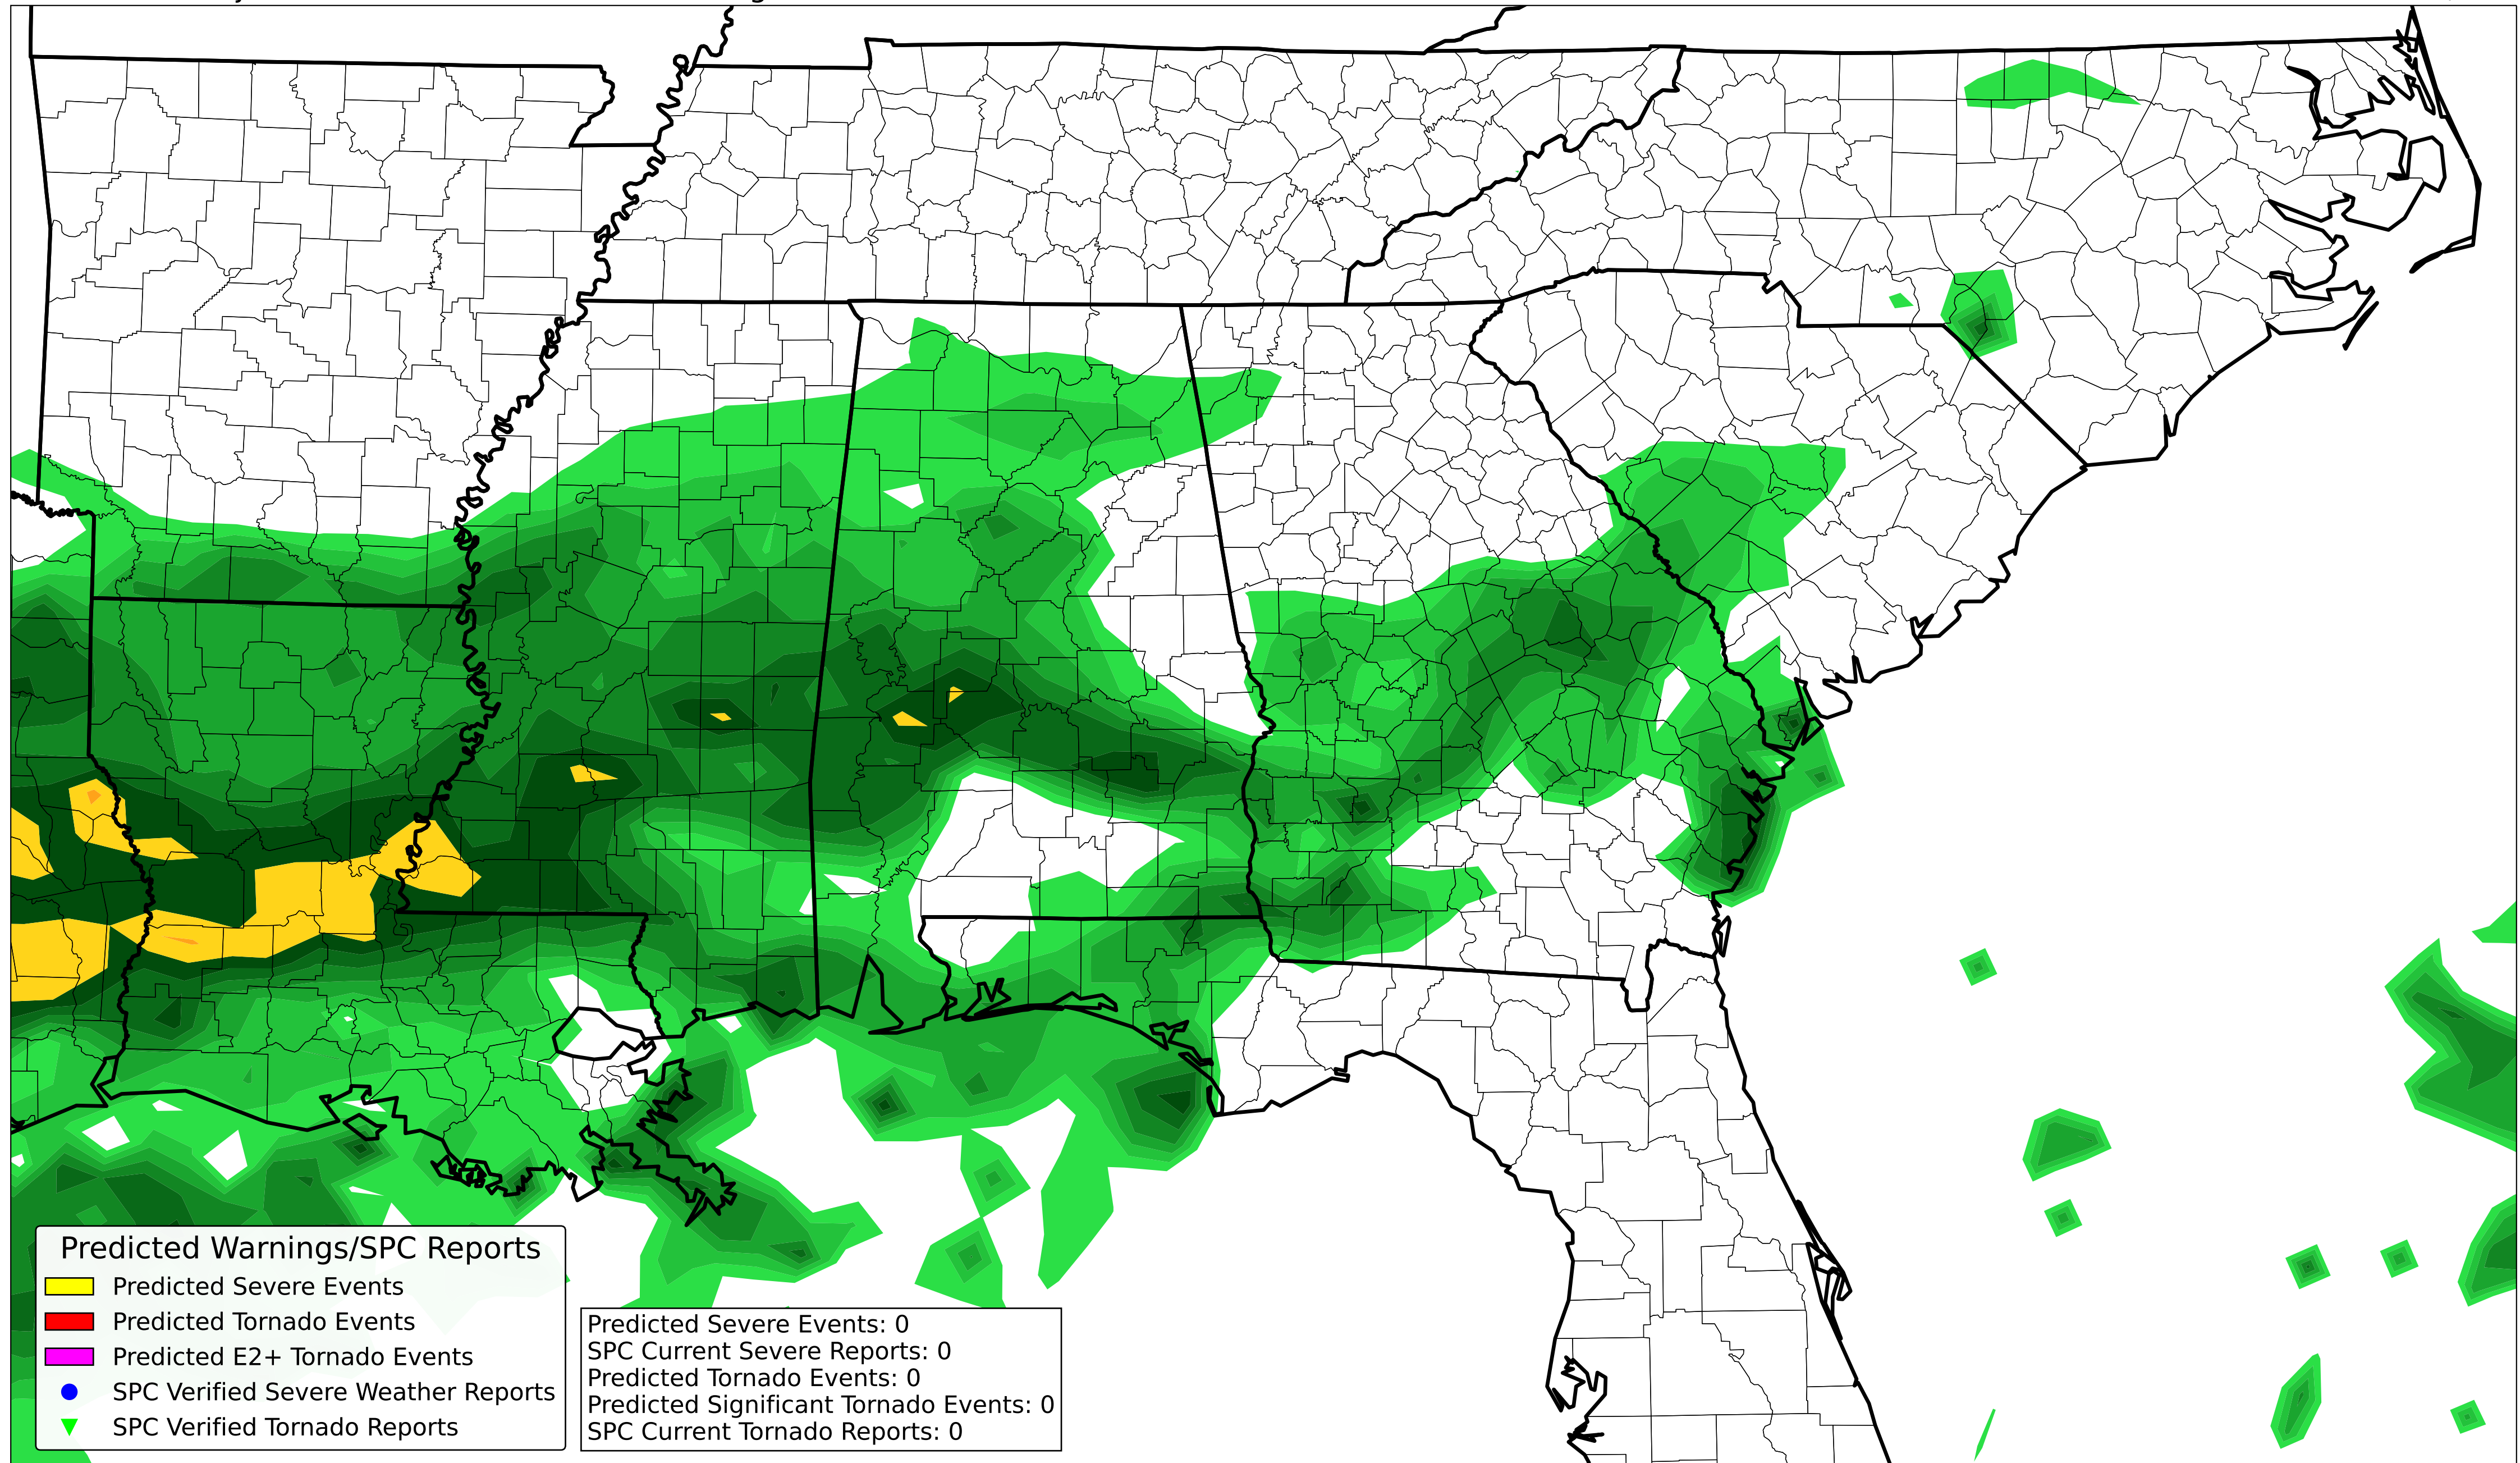 Predicted Warnings/SPC Reports
Predicted Severe Events
Predicted Tornado Events
Predicted E2+ Tornado Events
SPC Verified Severe Weather Reports
SPC Verified Tornado Reports
Predicted Severe Events: 0
SPC Current Severe Reports: 0
Predicted Tornado Events: 0
Predicted Significant Tornado Events: 0
SPC Current Tornado Reports: 0